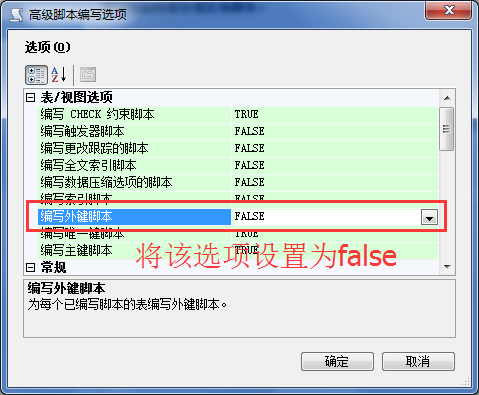 高级脚本编写选项
选项(O)
表/视图选项
编写 CHECK 约束脚本 TRUE
编写触发器脚本 FALSE
编写更改跟踪的脚本 FALSE
编写全文索引脚本 FALSE
编写数据压缩选项的脚本 FALSE
编写索引脚本 FALSE
编写外键脚本 FALSE
编写唯一键脚本 TRUE
编写主键脚本 TRUE
将该选项设置为false
常规
编写外键脚本
为每个已编写脚本的表编写外键脚本。
确定 取消